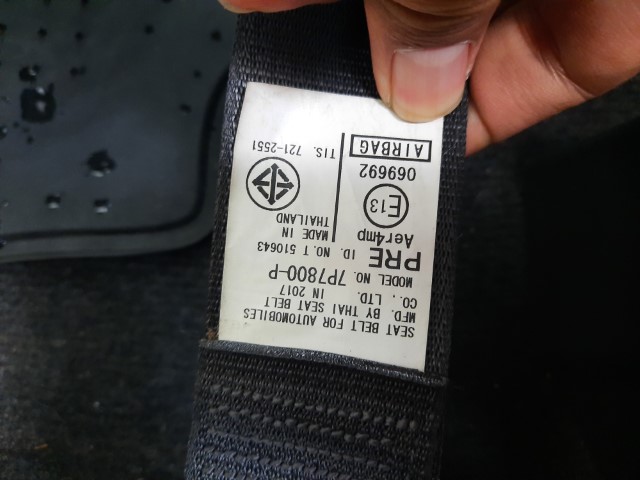 SEAT BELT FOR AUTOMOBILES
MFD. BY THAI SEAT BELT
CO., LTD. IN 2017
MODEL NO. 7P7800-P
PRE ID. NO. T 510643
Aer4mp
MADE IN
THAILAND
E13
069692
AIRBAG
TIS. 721-2551